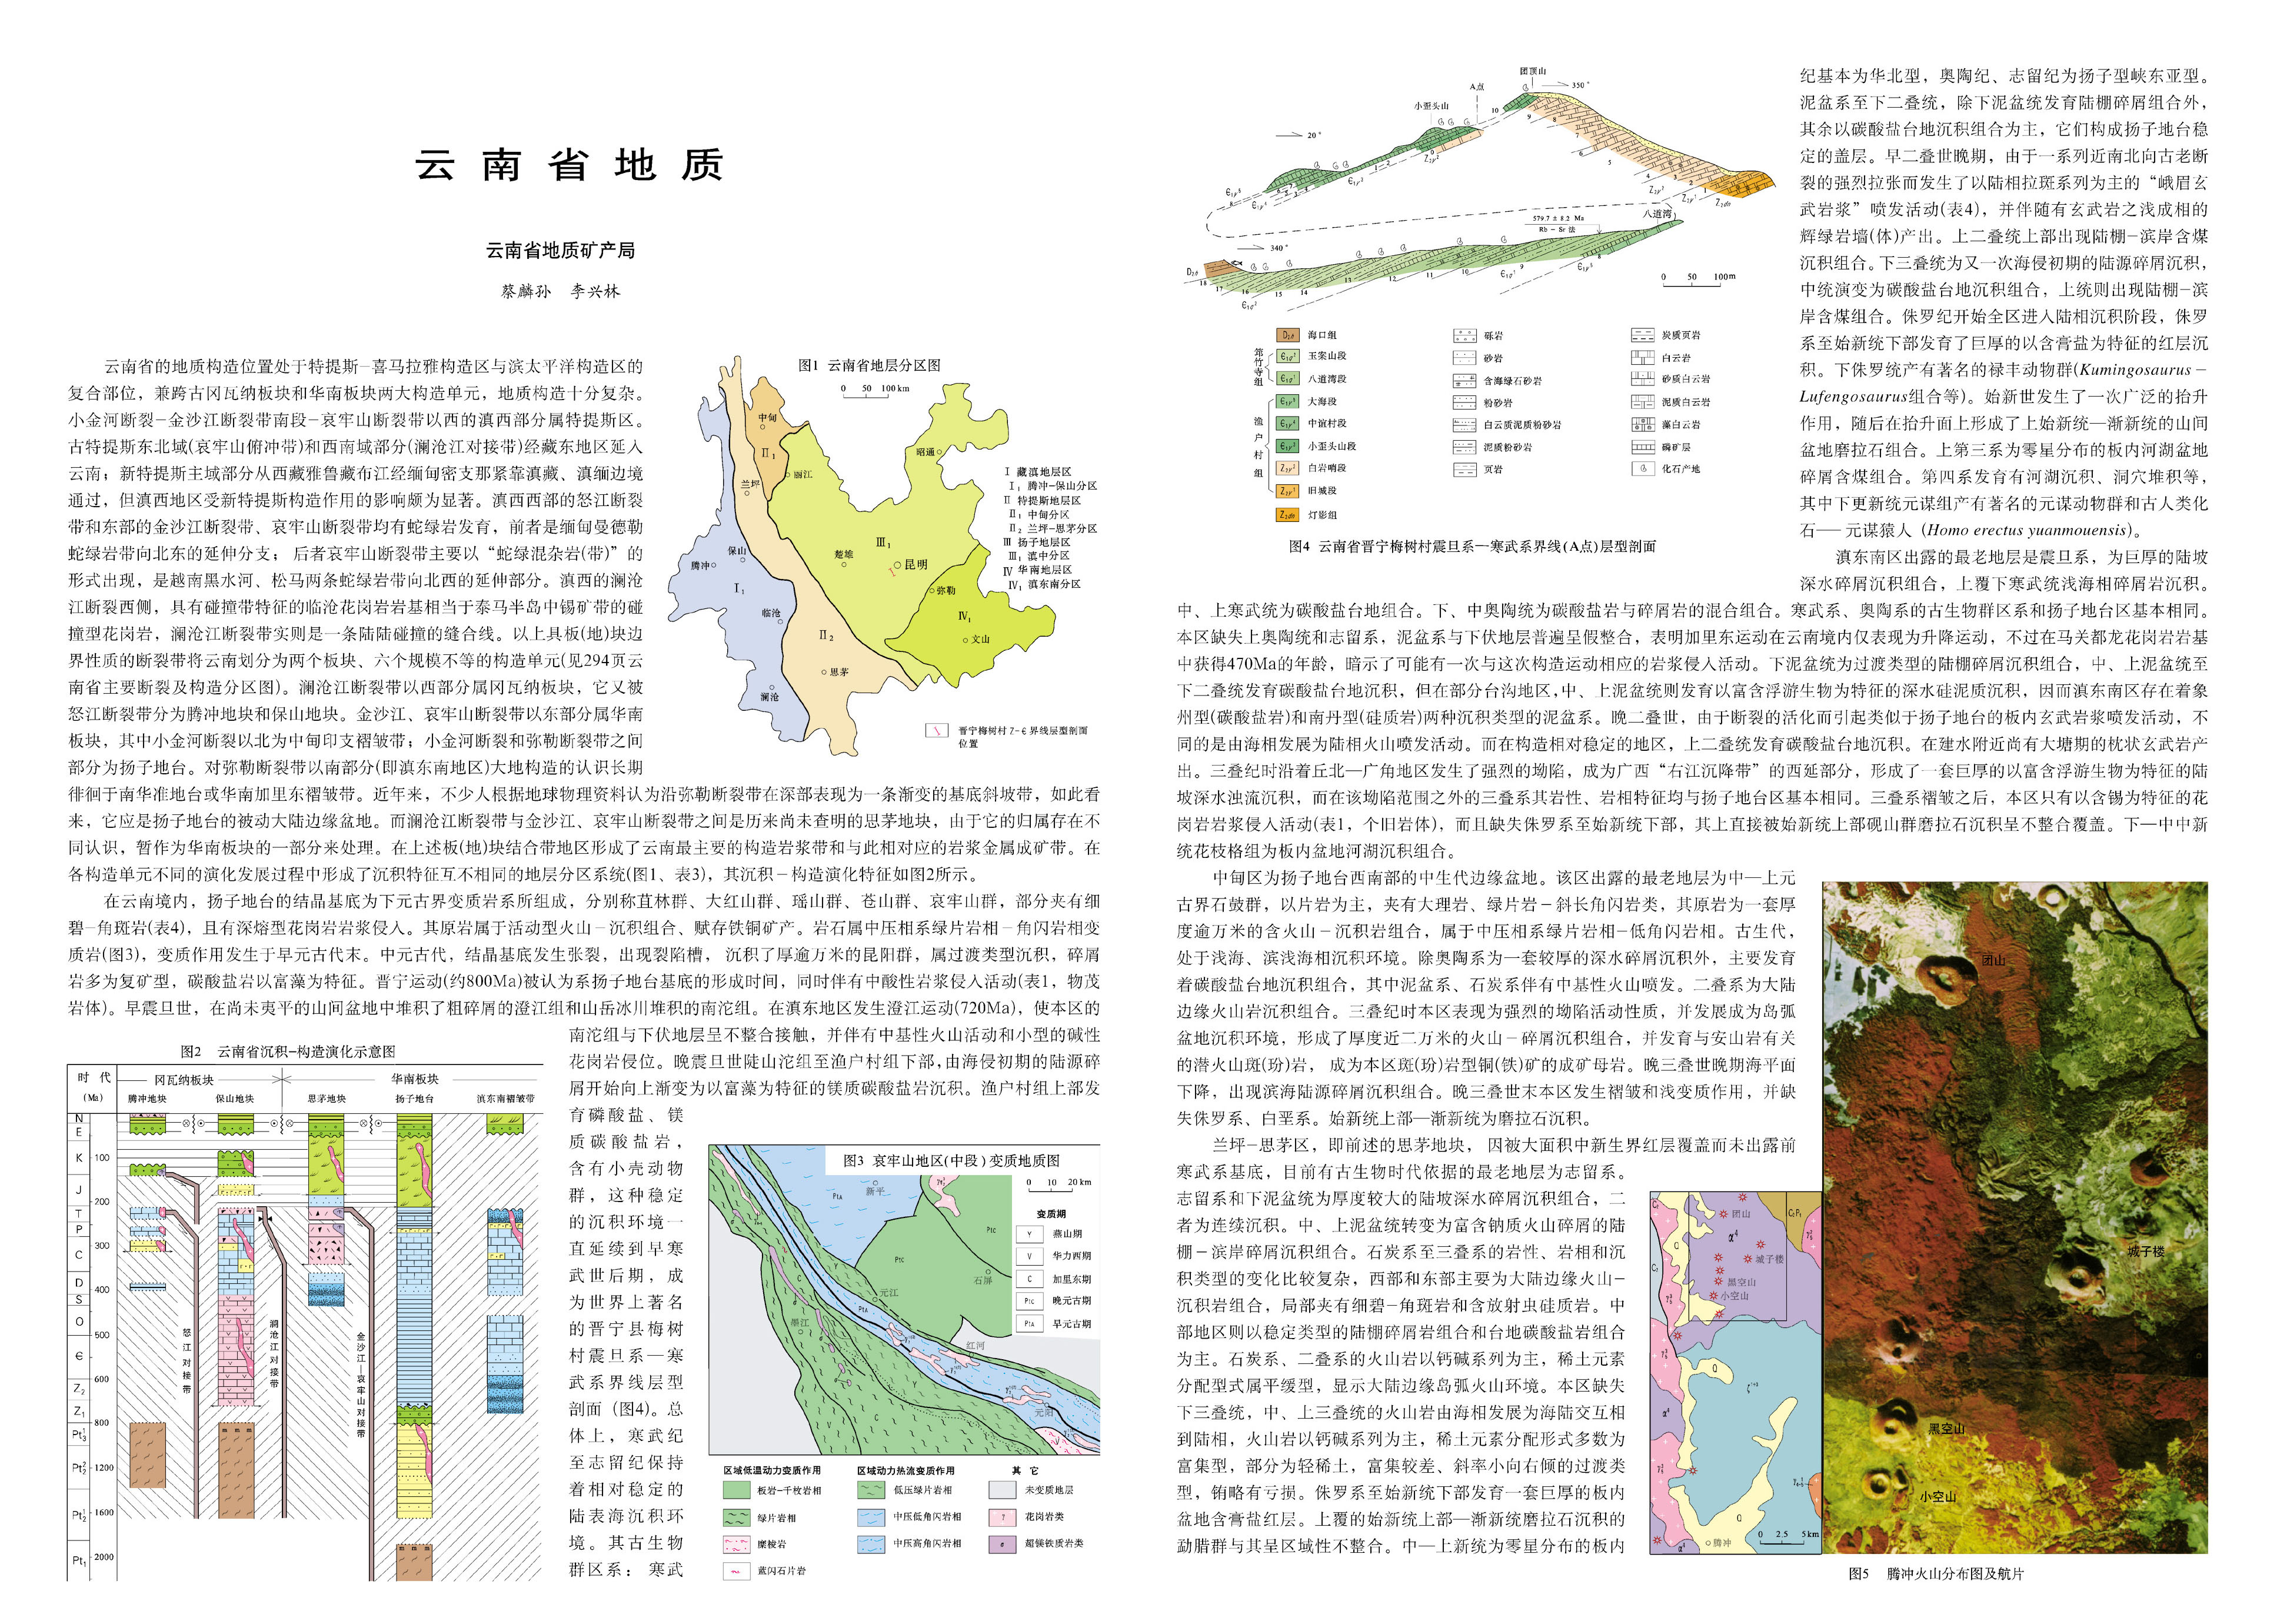 云南省地质
云南省地质矿产局
蔡麟孙　李兴林
云南省的地质构造位置处于特提斯—喜马拉雅构造区与滨太平洋构造区的
复合部位，兼跨古冈瓦纳板块和华南板块两大构造单元，地质构造十分复杂。
小金河断裂—金沙江断裂带南段—哀牢山断裂带以西的滇西部分属特提斯区。
古特提斯东北域(哀牢山俯冲带)和西南域部分(澜沧江对接带)经藏东地区延入
云南；新特提斯主域部分从西藏雅鲁藏布江经缅甸密支那紧靠滇藏、滇缅边境
通过，但滇西地区受新特提斯构造作用的影响颇为显著。滇西西部的怒江断裂
带和东部的金沙江断裂带、哀牢山断裂带均有蛇绿岩发育，前者是缅甸曼德勒
蛇绿岩带向北东的延伸分支；后者哀牢山断裂带主要以“蛇绿混杂岩(带)”的
形式出现，是越南黑水河、松马两条蛇绿岩带向北西的延伸部分。滇西的澜沧
江断裂西侧，具有碰撞带特征的临沧花岗岩岩基相当于泰马半岛中锡矿带的碰
撞型花岗岩，澜沧江断裂带实则是一条陆陆碰撞的缝合线。以上具板(地)块边
界性质的断裂带将云南划分为两个板块、六个规模不等的构造单元(见294页云
南省主要断裂及构造分区图)。澜沧江断裂带以西部分属冈瓦纳板块，它又被
怒江断裂带分为腾冲地块和保山地块。金沙江、哀牢山断裂带以东部分属华南
板块，其中小金河断裂以北为中甸印支褶皱带；小金河断裂和弥勒断裂带之间
部分为扬子地台。对弥勒断裂带以南部分(即滇东南地区)大地构造的认识长期
徘徊于南华准地台或华南加里东褶皱带。近年来，不少人根据地球物理资料认为沿弥勒断裂带在深部表现为一条渐变的基底斜坡带，如此看
来，它应是扬子地台的被动大陆边缘盆地。而澜沧江断裂带与金沙江、哀牢山断裂带之间是历来尚未查明的思茅地块，由于它的归属存在不
同认识，暂作为华南板块的一部分来处理。在上述板(地)块结合带地区形成了云南最主要的构造岩浆带和与此相对应的岩浆金属成矿带。在
各构造单元不同的演化发展过程中形成了沉积特征互不相同的地层分区系统(图1、表3)，其沉积－构造演化特征如图2所示。
在云南境内，扬子地台的结晶基底为下元古界变质岩系所组成，分别称苴林群、大红山群、瑶山群、苍山群、哀牢山群，部分夹有细
碧–角斑岩(表4)，且有深熔型花岗岩岩浆侵入。其原岩属于活动型火山－沉积组合、赋存铁铜矿产。岩石属中压相系绿片岩相－角闪岩相变
质岩(图3)，变质作用发生于早元古代末。中元古代，结晶基底发生张裂，出现裂陷槽，沉积了厚逾万米的昆阳群，属过渡类型沉积，碎屑
岩多为复矿型，碳酸盐岩以富藻为特征。晋宁运动(约800Ma)被认为系扬子地台基底的形成时间，同时伴有中酸性岩浆侵入活动(表1，物茂
岩体)。早震旦世，在尚未夷平的山间盆地中堆积了粗碎屑的澄江组和山岳冰川堆积的南沱组。在滇东地区发生澄江运动(720Ma)，使本区的
南沱组与下伏地层呈不整合接触，并伴有中基性火山活动和小型的碱性
花岗岩侵位。晚震旦世陡山沱组至渔户村组下部，由海侵初期的陆源碎
屑开始向上渐变为以富藻为特征的镁质碳酸盐岩沉积。渔户村组上部发
育磷酸盐、镁
质碳酸盐岩，
含有小壳动物
群，这种稳定
的沉积环境一
直延续到早寒
武世后期，成
为世界上著名
的晋宁县梅树
村震旦系—寒
武系界线层型
剖面（图4）。总
体上，寒武纪
至志留纪保持
着相对稳定的
陆表海沉积环
境。其古生物
群区系：寒武
图1　云南省地层分区图
0　50　100 km
中甸
Ⅱ1
丽江
昭通
兰坪
保山
腾冲
Ⅰ1
楚雄
Ⅲ1
昆明
弥勒
临沧
Ⅱ2
Ⅳ1
文山
思茅
澜沧
Ⅰ 藏滇地层区
Ⅰ1 腾冲—保山分区
Ⅱ 特提斯地层区
Ⅱ1 中甸分区
Ⅱ2 兰坪—思茅分区
Ⅲ 扬子地层区
Ⅲ1 滇中分区
Ⅳ 华南地层区
Ⅳ1 滇东南分区
晋宁梅树村 Z–Є 界线层型剖面
位置
图2　云南省沉积—构造演化示意图
时　代
(Ma)
冈瓦纳板块
华南板块
腾冲地块
保山地块
思茅地块
扬子地台
滇东南褶皱带
N
E
K
100
J
200
T
P
300
C
D
400
S
O
500
Є
600
Z2
Z1
800
Pt3
Pt2 2
1200
Pt2 1
1600
Pt1
2000
怒江对接带
澜沧江对接带
金沙江—哀牢山对接带
图3　哀牢山地区(中段)变质地质图
0　10　20 km
变质期
Y　燕山期
V　华力西期
C　加里东期
Ptc　晚元古期
PtA　早元古期
新平
石屏
元江
墨江
红河
元阳
区域低温动力变质作用
板岩—千枚岩相
绿片岩相
糜棱岩
蓝闪石片岩
区域动力热流变质作用
低压绿片岩相
中压低角闪岩相
中压高角闪岩相
其　它
未变质地层
花岗岩类
超镁铁质岩类
团顶山
350°
A点
小歪头山
20°
579.7 ± 8.2 Ma
Rb – Sr 法
八道湾
340°
0　50　100m
筇竹寺组
渔户村组
D2h　海口组
玉案山段
八道湾段
大海段
中谊村段
小歪头山段
白岩哨段
旧城段
灯影组
砾岩
砂岩
含海绿石砂岩
粉砂岩
白云质泥质粉砂岩
泥质粉砂岩
页岩
炭质页岩
白云岩
砂质白云岩
泥质白云岩
藻白云岩
磷矿层
化石产地
图4　云南省晋宁梅树村震旦系—寒武系界线(A点)层型剖面
纪基本为华北型，奥陶纪、志留纪为扬子型峡东亚型。
泥盆系至下二叠统，除下泥盆统发育陆棚碎屑组合外，
其余以碳酸盐台地沉积组合为主，它们构成扬子地台稳
定的盖层。早二叠世晚期，由于一系列近南北向古老断
裂的强烈拉张而发生了以陆相拉斑系列为主的“峨眉玄
武岩浆”喷发活动(表4)，并伴随有玄武岩之浅成相的
辉绿岩墙(体)产出。上二叠统上部出现陆棚–滨岸含煤
沉积组合。下三叠统为又一次海侵初期的陆源碎屑沉积，
中统演变为碳酸盐台地沉积组合，上统则出现陆棚–滨
岸含煤组合。侏罗纪开始全区进入陆相沉积阶段，侏罗
系至始新统下部发育了巨厚的以含膏盐为特征的红层沉
积。下侏罗统产有著名的禄丰动物群(Kumingosaurus –
Lufengosaurus组合等)。始新世发生了一次广泛的抬升
作用，随后在抬升面上形成了上始新统—渐新统的山间
盆地磨拉石组合。上第三系为零星分布的板内河湖盆地
碎屑含煤组合。第四系发育有河湖沉积、洞穴堆积等，
其中下更新统元谋组产有著名的元谋动物群和古人类化
石—— 元谋猿人（Homo erectus yuanmouensis）。
滇东南区出露的最老地层是震旦系，为巨厚的陆坡
深水碎屑沉积组合，上覆下寒武统浅海相碎屑岩沉积。
中、上寒武统为碳酸盐台地组合。下、中奥陶统为碳酸盐岩与碎屑岩的混合组合。寒武系、奥陶系的古生物群区系和扬子地台区基本相同。
本区缺失上奥陶统和志留系，泥盆系与下伏地层普遍呈假整合，表明加里东运动在云南境内仅表现为升降运动，不过在马关都龙花岗岩岩基
中获得470Ma的年龄，暗示了可能有一次与这次构造运动相应的岩浆侵入活动。下泥盆统为过渡类型的陆棚碎屑沉积组合，中、上泥盆统至
下二叠统发育碳酸盐台地沉积，但在部分台沟地区，中、上泥盆统则发育以富含浮游生物为特征的深水硅泥质沉积，因而滇东南区存在着象
州型(碳酸盐岩)和南丹型(硅质岩)两种沉积类型的泥盆系。晚二叠世，由于断裂的活化而引起类似于扬子地台的板内玄武岩浆喷发活动，不
同的是由海相发展为陆相火山喷发活动。而在构造相对稳定的地区，上二叠统发育碳酸盐台地沉积。在建水附近尚有大塘期的枕状玄武岩产
出。三叠纪时沿着丘北—广角地区发生了强烈的坳陷，成为广西“右江沉降带”的西延部分，形成了一套巨厚的以富含浮游生物为特征的陆
坡深水浊流沉积，而在该坳陷范围之外的三叠系其岩性、岩相特征均与扬子地台区基本相同。三叠系褶皱之后，本区只有以含锡为特征的花
岗岩岩浆侵入活动(表1，个旧岩体)，而且缺失侏罗系至始新统下部，其上直接被始新统上部砚山群磨拉石沉积呈不整合覆盖。下—中中新
统花枝格组为板内盆地河湖沉积组合。
中甸区为扬子地台西南部的中生代边缘盆地。该区出露的最老地层为中—上元
古界石鼓群，以片岩为主，夹有大理岩、绿片岩－斜长角闪岩类，其原岩为一套厚
度逾万米的含火山－沉积岩组合，属于中压相系绿片岩相–低角闪岩相。古生代，
处于浅海、滨浅海相沉积环境。除奥陶系为一套较厚的深水碎屑沉积外，主要发育
着碳酸盐台地沉积组合，其中泥盆系、石炭系伴有中基性火山喷发。二叠系为大陆
边缘火山岩沉积组合。三叠纪时本区表现为强烈的坳陷活动性质，并发展成为岛弧
盆地沉积环境，形成了厚度近二万米的火山－碎屑沉积组合，并发育与安山岩有关
的潜火山斑(玢)岩，成为本区斑(玢)岩型铜(铁)矿的成矿母岩。晚三叠世晚期海平面
下降，出现滨海陆源碎屑沉积组合。晚三叠世末本区发生褶皱和浅变质作用，并缺
失侏罗系、白垩系。始新统上部—渐新统为磨拉石沉积。
兰坪–思茅区，即前述的思茅地块，因被大面积中新生界红层覆盖而未出露前
寒武系基底，目前有古生物时代依据的最老地层为志留系。
志留系和下泥盆统为厚度较大的陆坡深水碎屑沉积组合，二
者为连续沉积。中、上泥盆统转变为富含钠质火山碎屑的陆
棚－滨岸碎屑沉积组合。石炭系至三叠系的岩性、岩相和沉
积类型的变化比较复杂，西部和东部主要为大陆边缘火山–
沉积岩组合，局部夹有细碧–角斑岩和含放射虫硅质岩。中
部地区则以稳定类型的陆棚碎屑岩组合和台地碳酸盐岩组合
为主。石炭系、二叠系的火山岩以钙碱系列为主，稀土元素
分配型式属平缓型，显示大陆边缘岛弧火山环境。本区缺失
下三叠统，中、上三叠统的火山岩由海相发展为海陆交互相
到陆相，火山岩以钙碱系列为主，稀土元素分配形式多数为
富集型，部分为轻稀土，富集较差、斜率小向右倾的过渡类
型，铕略有亏损。侏罗系至始新统下部发育一套巨厚的板内
盆地含膏盐红层。上覆的始新统上部—渐新统磨拉石沉积的
勐腊群与其呈区域性不整合。中—上新统为零星分布的板内
团山
城子楼
黑空山
小空山
腾冲
0　2.5　5km
团山
城子楼
黑空山
小空山
图5　腾冲火山分布图及航片